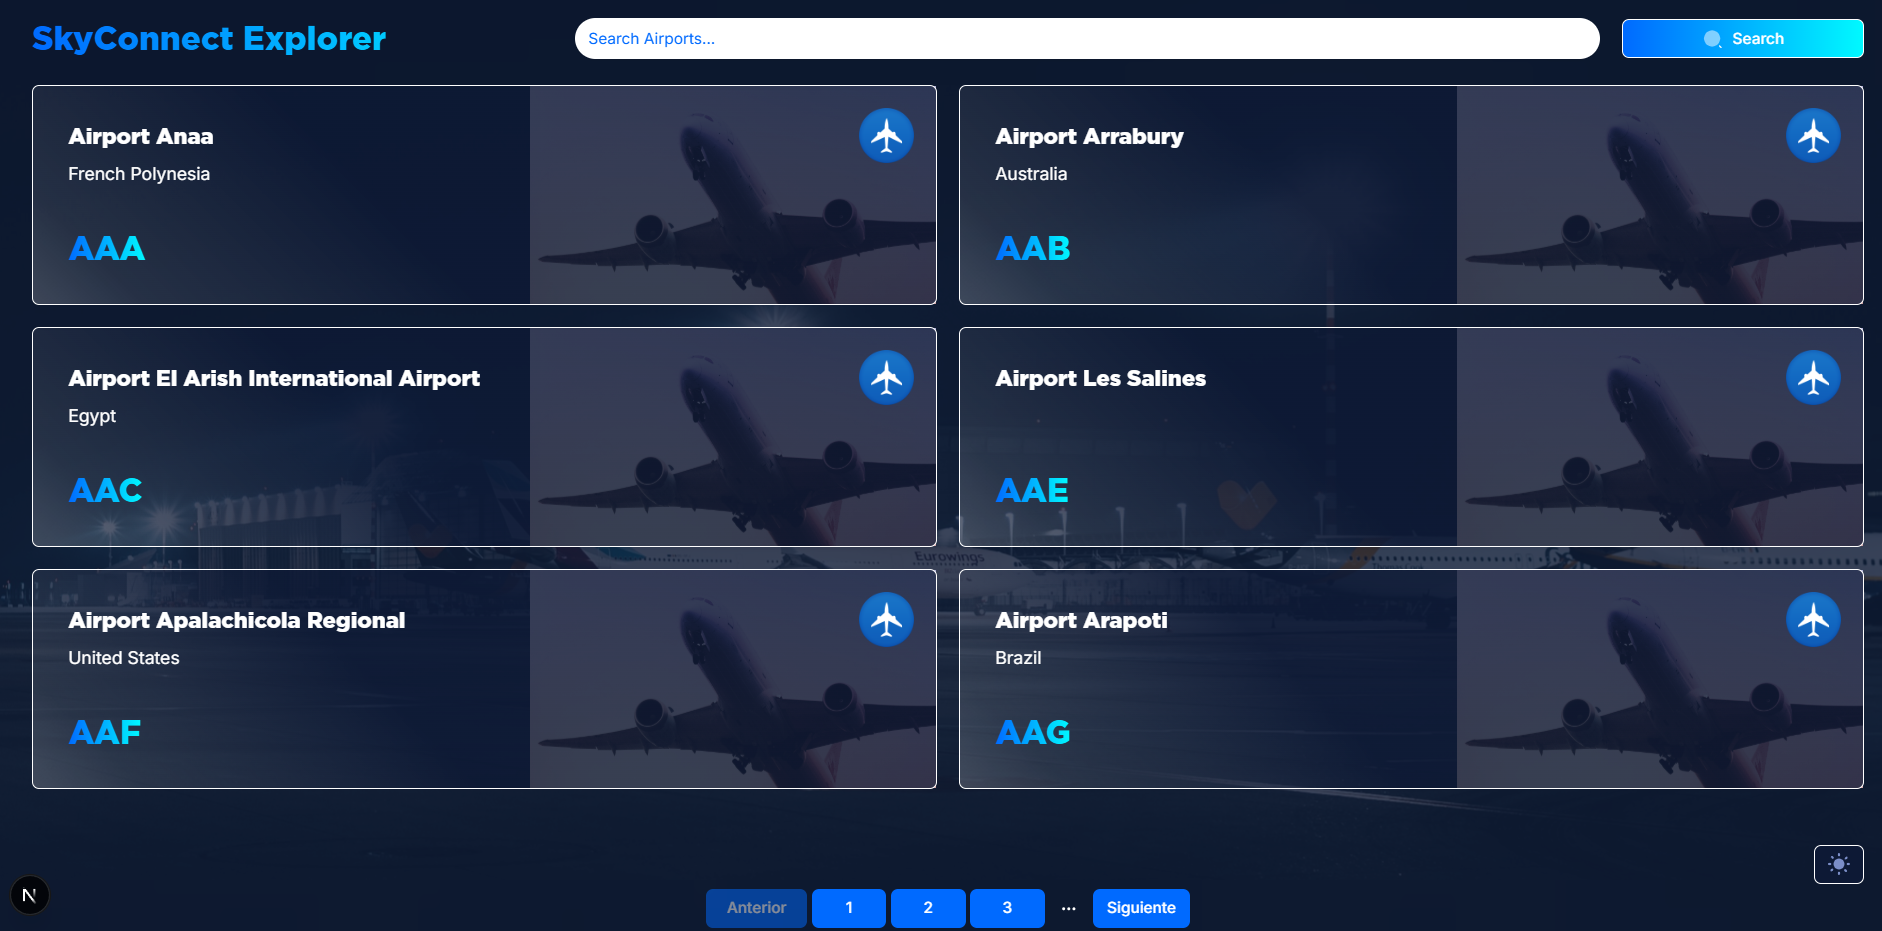 SkyConnect Explorer
Search Airports...
Search
Airport Anaa
French Polynesia
AAA
Airport Arrabury
Australia
AAB
Airport El Arish International Airport
Egypt
AAC
Airport Les Salines
AAE
Eurowings
Airport Apalachicola Regional
United States
AAF
Airport Arapoti
Brazil
AAG
N
Anterior
1
2
3
...
Siguiente